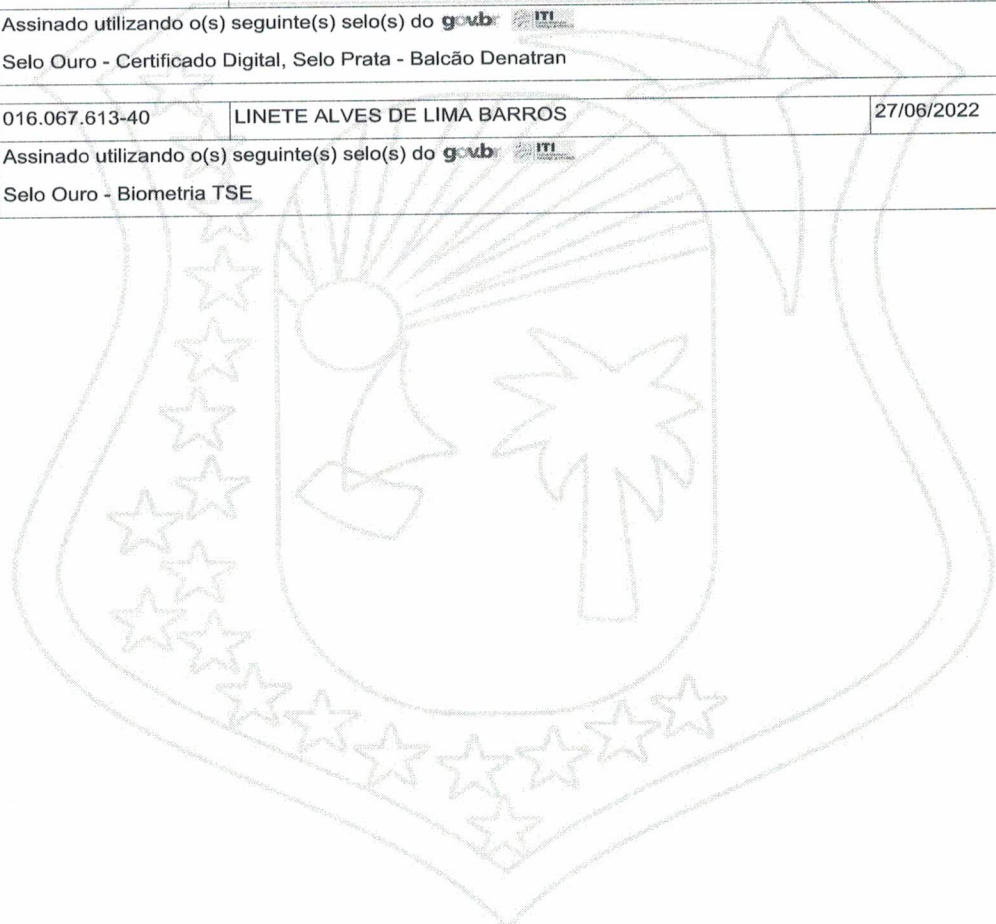 Assinado utilizando o(s) seguinte(s) selo(s) do gov.br ITI
Selo Ouro - Certificado Digital, Selo Prata - Balcão Denatran
016.067.613-40 LINETE ALVES DE LIMA BARROS 27/06/2022
Assinado utilizando o(s) seguinte(s) selo(s) do gov.br ITI
Selo Ouro - Biometria TSE